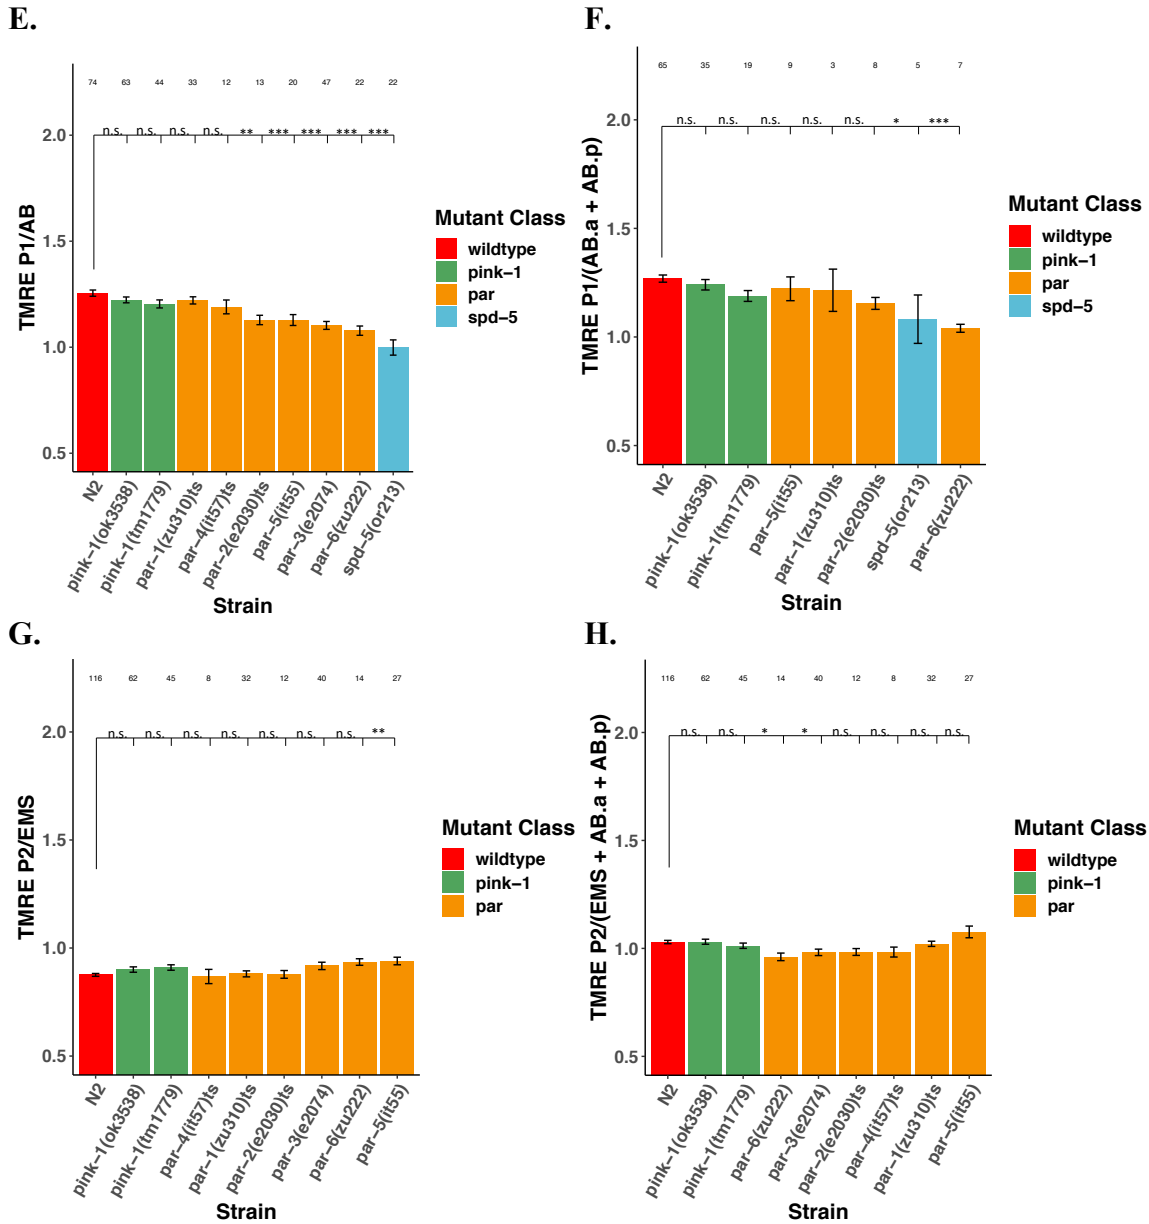 E.
74 63 44 33 12 13 20 47 22 22
n.s. n.s. n.s. n.s. ** *** *** *** ***
2.0
1.5
1.0
0.5
TMRE P1/AB
N2
pink-1(ok3538)
pink-1(tm1779)
par-1(zu310)ts
par-4(it57)ts
par-2(e2030)ts
par-5(it55)
par-3(e2074)
par-6(zu222)
spd-5(or213)
Strain
Mutant Class
wildtype
pink-1
par
spd-5
F.
65 35 19 9 3 8 5 7
n.s. n.s. n.s. n.s. n.s. * ***
2.0
1.5
1.0
0.5
TMRE P1/(AB.a + AB.p)
N2
pink-1(ok3538)
pink-1(tm1779)
par-5(it55)
par-1(zu310)ts
par-2(e2030)ts
spd-5(or213)
par-6(zu222)
Strain
Mutant Class
wildtype
pink-1
par
spd-5
G.
116 62 45 8 32 12 40 14 27
n.s. n.s. n.s. n.s. n.s. n.s. n.s. **
2.0
1.5
1.0
0.5
TMRE P2/EMS
N2
pink-1(ok3538)
pink-1(tm1779)
par-4(it57)ts
par-1(zu310)ts
par-2(e2030)ts
par-3(e2074)
par-6(zu222)
par-5(it55)
Strain
Mutant Class
wildtype
pink-1
par
H.
116 62 45 14 40 12 8 32 27
n.s. n.s. * * n.s. n.s. n.s. n.s.
2.0
1.5
1.0
0.5
TMRE P2/(EMS + AB.a + AB.p)
N2
pink-1(ok3538)
pink-1(tm1779)
par-6(zu222)
par-3(e2074)
par-2(e2030)ts
par-4(it57)ts
par-1(zu310)ts
par-5(it55)
Strain
Mutant Class
wildtype
pink-1
par